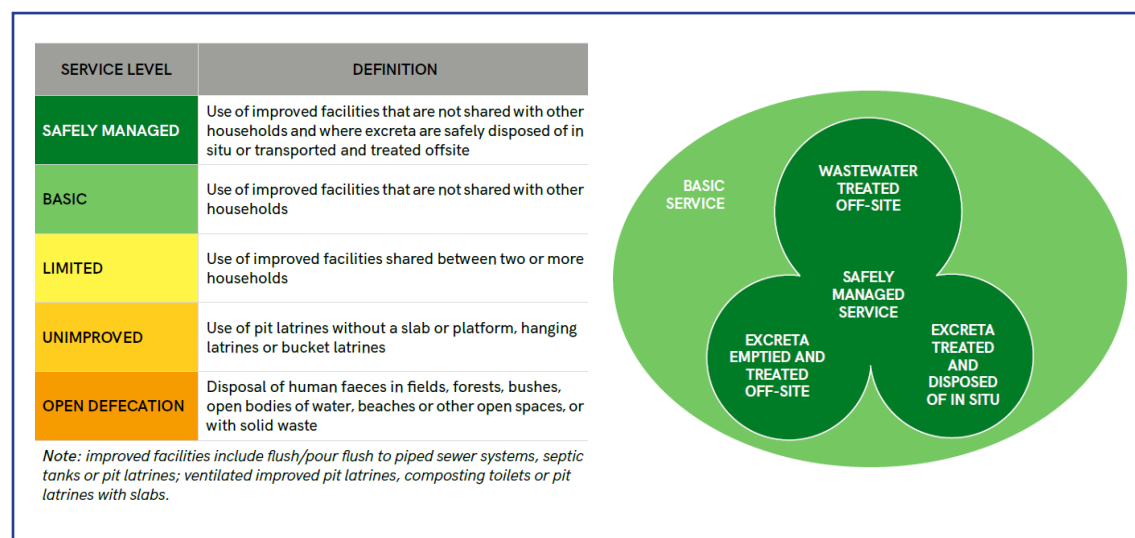 SERVICE LEVEL
DEFINITION
SAFELY MANAGED
Use of improved facilities that are not shared with other
households and where excreta are safely disposed of in
situ or transported and treated offsite
BASIC
Use of improved facilities that are not shared with other
households
LIMITED
Use of improved facilities shared between two or more
households
UNIMPROVED
Use of pit latrines without a slab or platform, hanging
latrines or bucket latrines
OPEN DEFECATION
Disposal of human faeces in fields, forests, bushes,
open bodies of water, beaches or other open spaces, or
with solid waste
Note: improved facilities include flush/pour flush to piped sewer systems, septic
tanks or pit latrines; ventilated improved pit latrines, composting toilets or pit
latrines with slabs.
BASIC
SERVICE
WASTEWATER
TREATED
OFF-SITE
SAFELY
MANAGED
SERVICE
EXCRETA
EMPTIED AND
TREATED
OFF-SITE
EXCRETA
TREATED
AND
DISPOSED
OF IN SITU